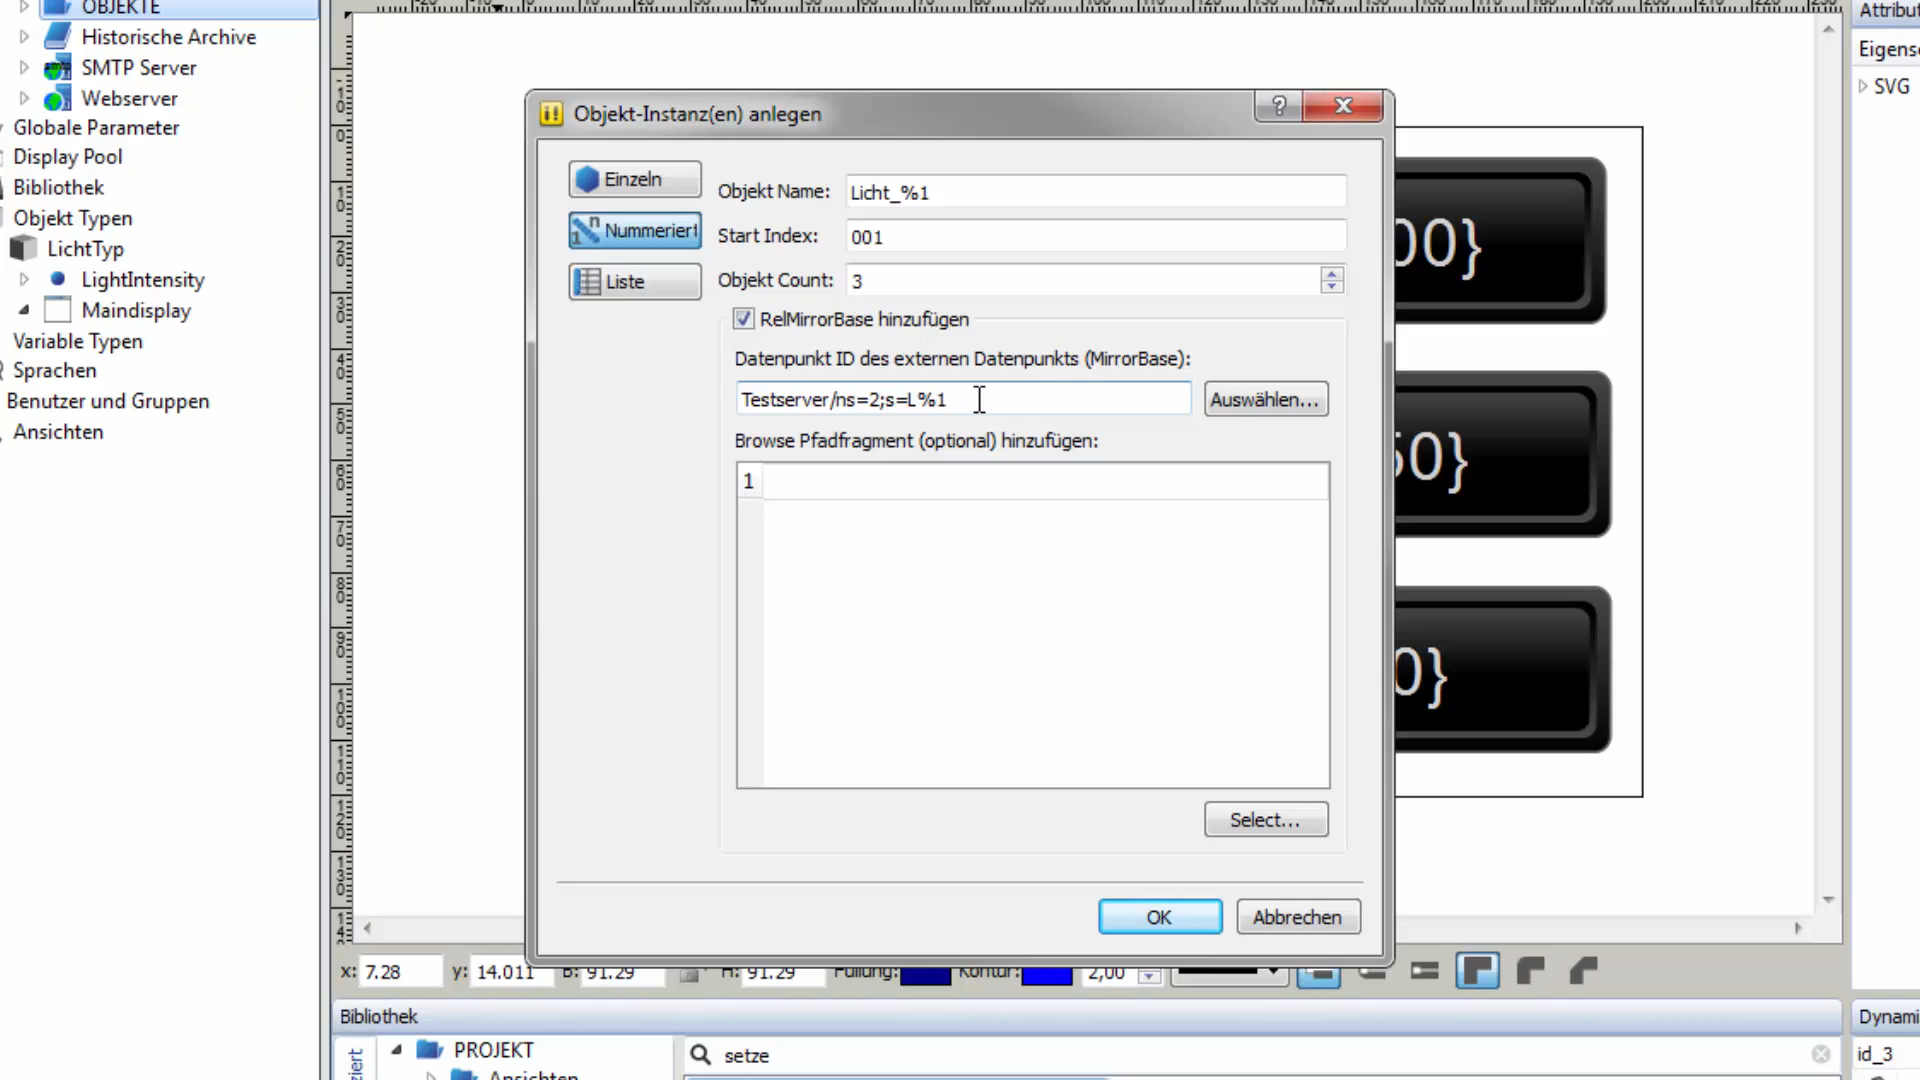 OBJEKTE
Historische Archive
SMTP Server
Webserver
Globale Parameter
Display Pool
Bibliothek
Objekt Typen
LichtTyp
LightIntensity
Maindisplay
Variable Typen
Sprachen
Benutzer und Gruppen
Ansichten
Objekt-Instanz(en) anlegen
?
Einzeln
Nummeriert
Liste
Objekt Name: Licht_%1
Start Index: 001
Objekt Count: 3
RelMirrorBase hinzufügen
Datenpunkt ID des externen Datenpunkts (MirrorBase):
Testserver/ns=2;s=L%1
Auswählen...
Browse Pfadfragment (optional) hinzufügen:
1
Select...
OK
Abbrechen
00}
50}
0}
Attribut
Eigens
SVG
x: 7.28 y: 14.011 B: 91.29 H: 91.29 Füllung: Kontur: 2,00
Bibliothek
PROJEKT
Ansichten
setze
Dynami
id_3